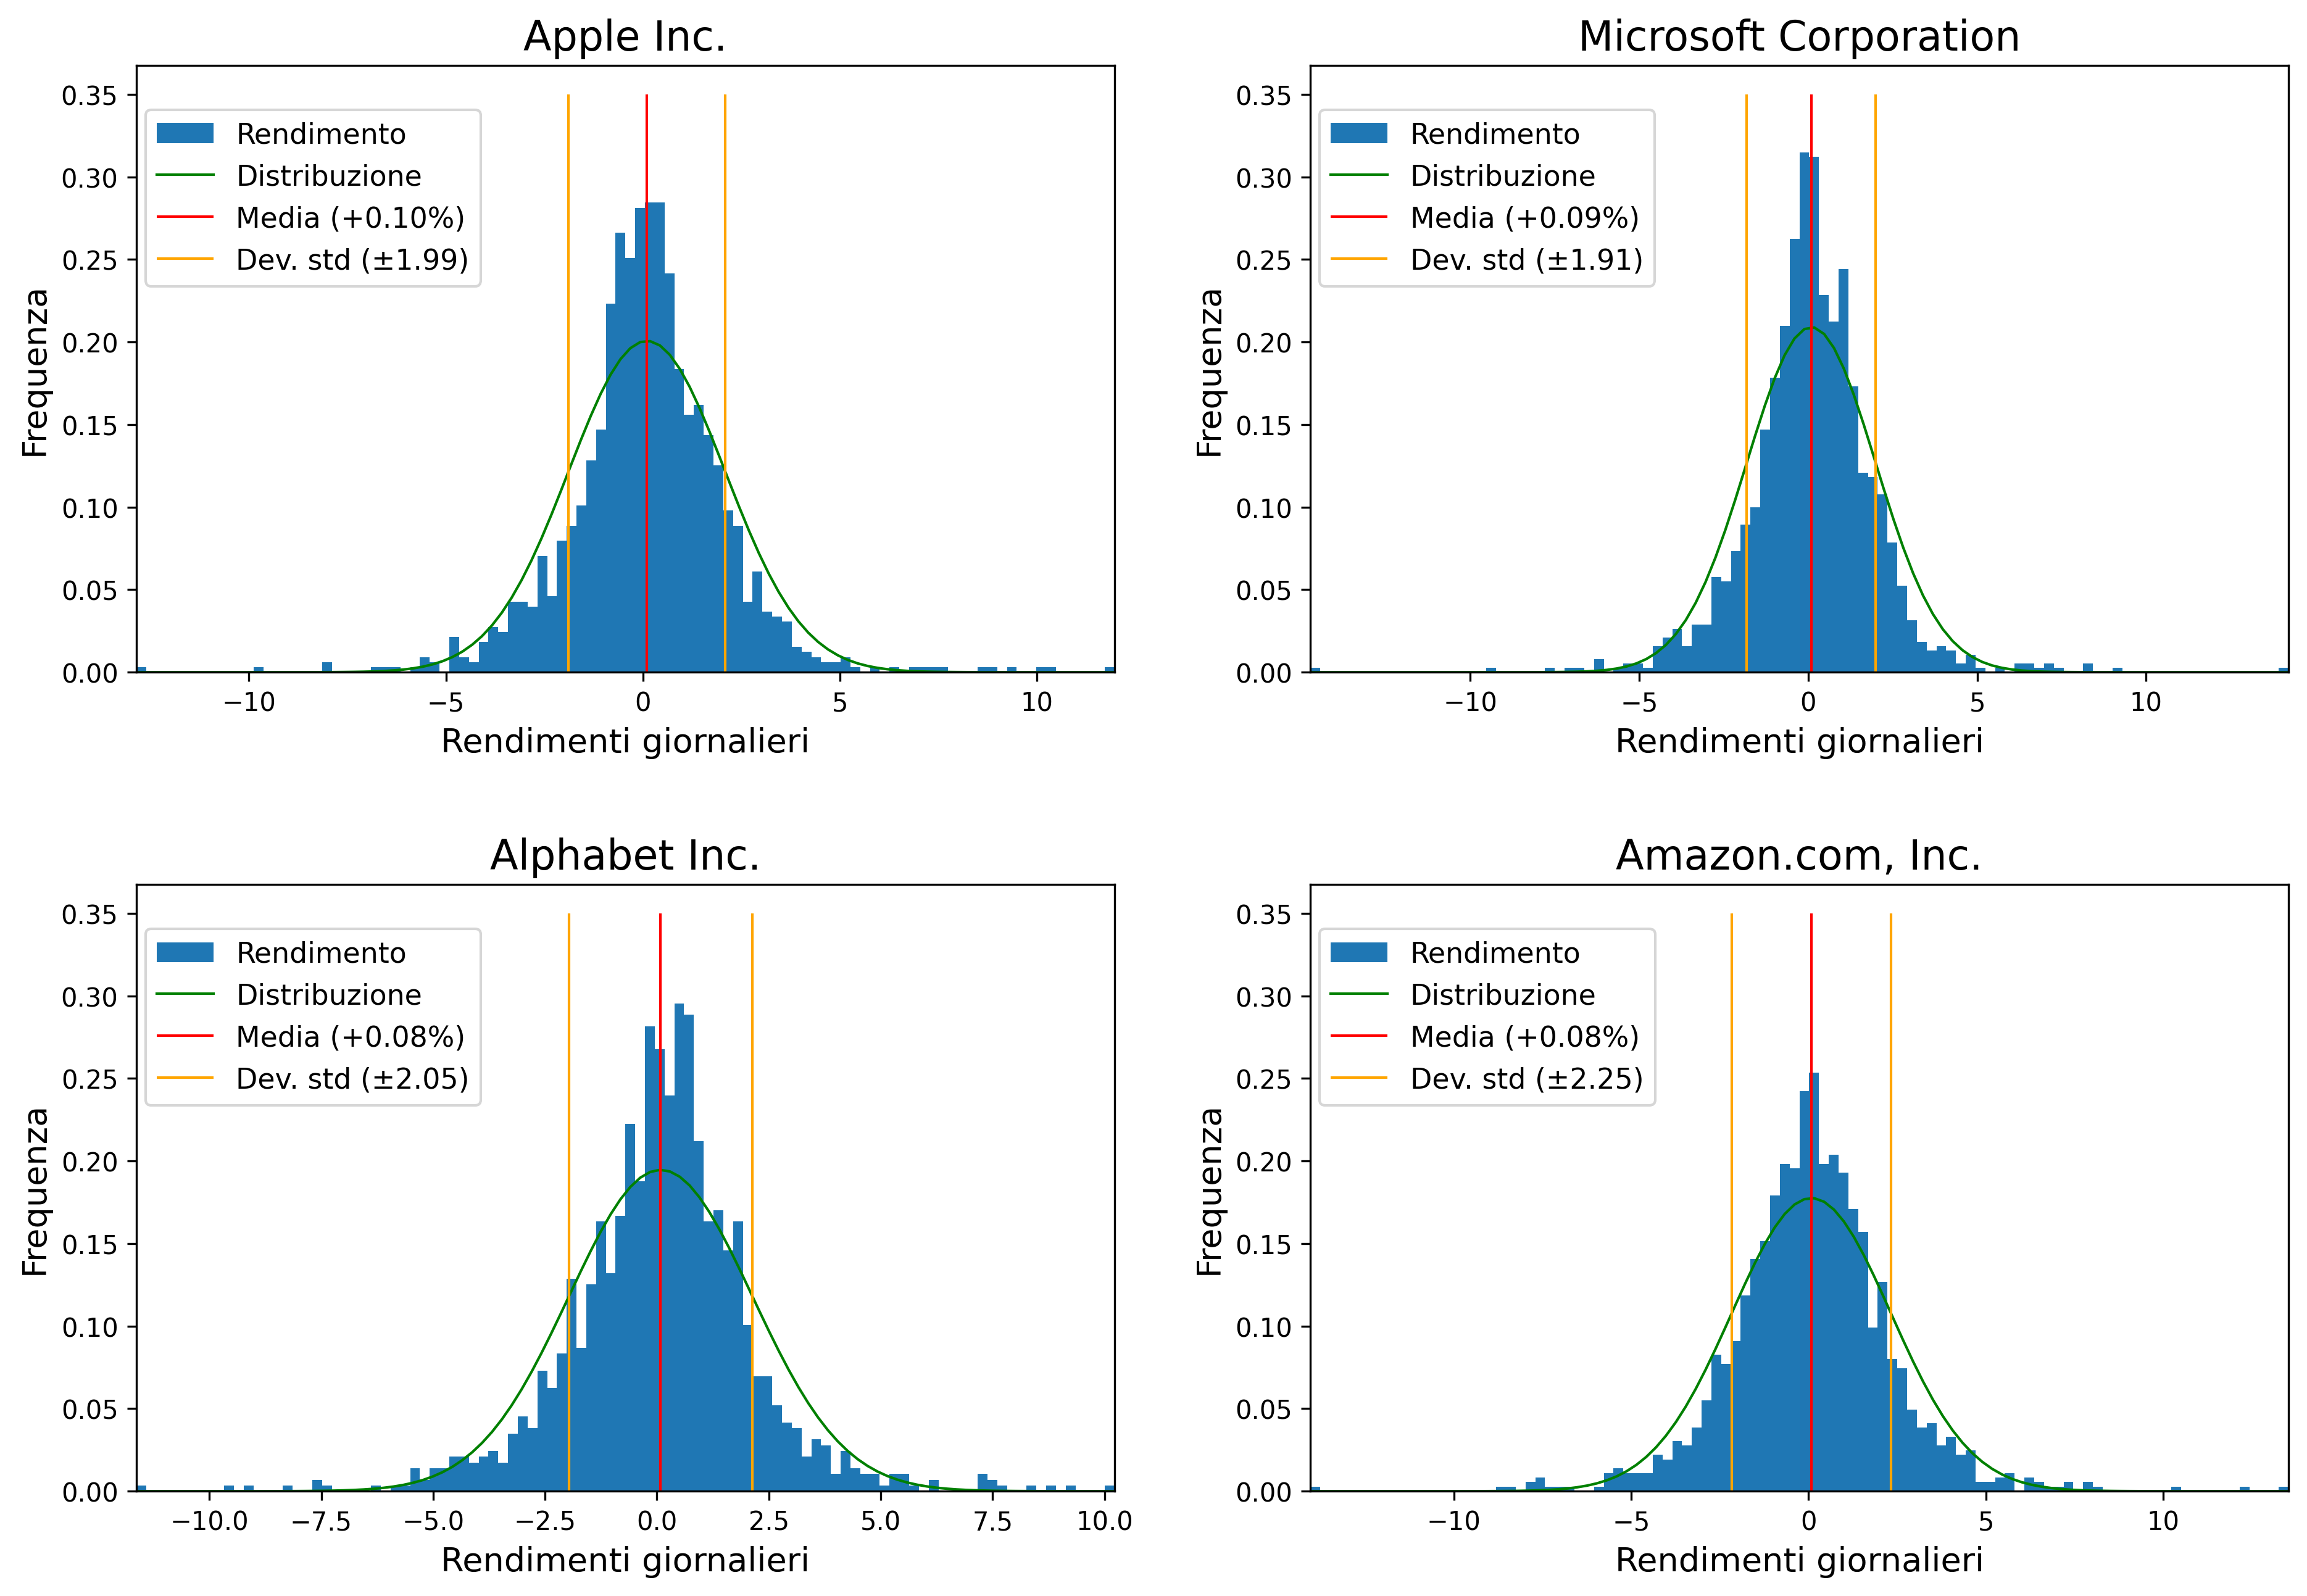 Apple Inc.
0.35
0.30
0.25
0.20
0.15
0.10
0.05
0.00
Frequenza
Rendimento
Distribuzione
Media (+0.10%)
Dev. std (±1.99)
−10 −5 0 5 10
Rendimenti giornalieri
Microsoft Corporation
0.35
0.30
0.25
0.20
0.15
0.10
0.05
0.00
Frequenza
Rendimento
Distribuzione
Media (+0.09%)
Dev. std (±1.91)
−10 −5 0 5 10
Rendimenti giornalieri
Alphabet Inc.
0.35
0.30
0.25
0.20
0.15
0.10
0.05
0.00
Frequenza
Rendimento
Distribuzione
Media (+0.08%)
Dev. std (±2.05)
−10.0 −7.5 −5.0 −2.5 0.0 2.5 5.0 7.5 10.0
Rendimenti giornalieri
Amazon.com, Inc.
0.35
0.30
0.25
0.20
0.15
0.10
0.05
0.00
Frequenza
Rendimento
Distribuzione
Media (+0.08%)
Dev. std (±2.25)
−10 −5 0 5 10
Rendimenti giornalieri